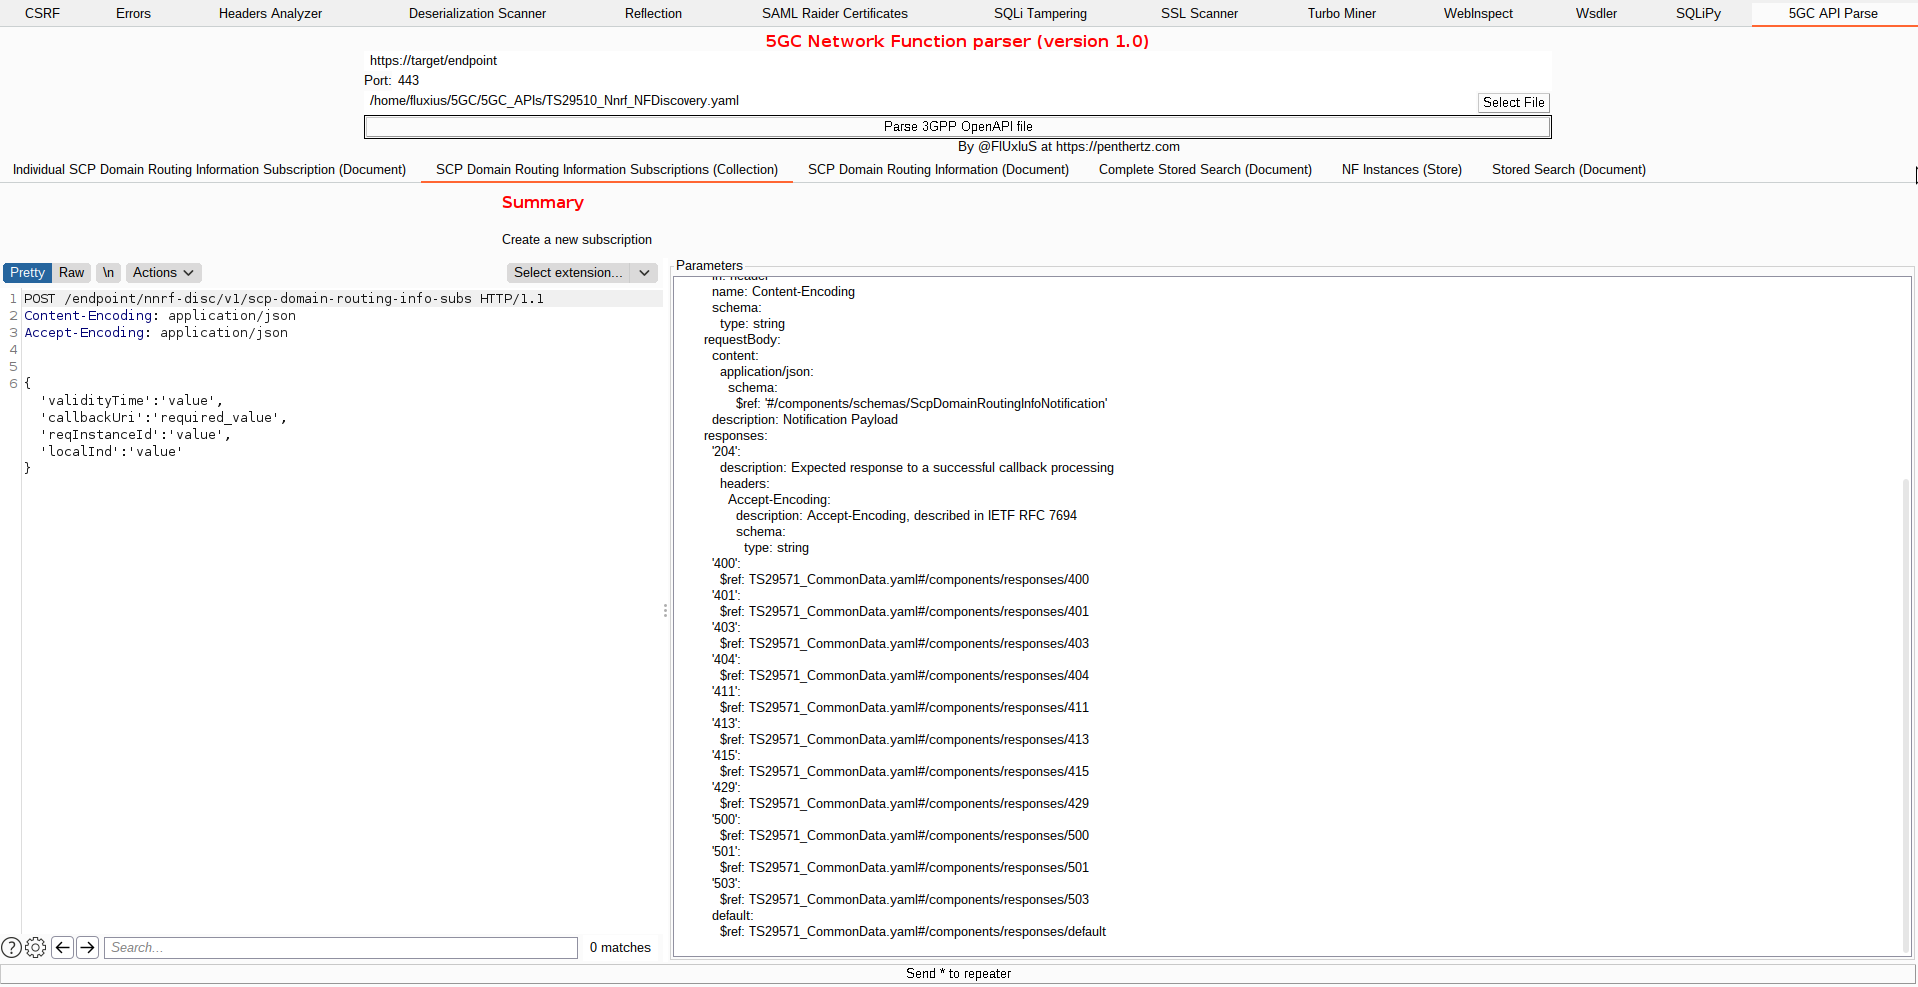 CSRF Errors Headers Analyzer Deserialization Scanner Reflection SAML Raider Certificates SQLi Tampering SSL Scanner Turbo Miner WebInspect Wsdler SQLiPy 5GC API Parse
5GC Network Function parser (version 1.0)
https://target/endpoint
Port: 443
/home/fluxius/5GC/5GC_APIs/TS29510_Nnrf_NFDiscovery.yaml
Select File
Parse 3GPP OpenAPI file
By @FlUxIuS at https://penthertz.com
Individual SCP Domain Routing Information Subscription (Document) SCP Domain Routing Information Subscriptions (Collection) SCP Domain Routing Information (Document) Complete Stored Search (Document) NF Instances (Store) Stored Search (Document)
Summary
Create a new subscription
Pretty Raw \n Actions Select extension...
1 POST /endpoint/nnrf-disc/v1/scp-domain-routing-info-subs HTTP/1.1
2 Content-Encoding: application/json
3 Accept-Encoding: application/json
4
5
6 {
'validityTime':'value',
'callbackUri':'required_value',
'reqInstanceId':'value',
'localInd':'value'
}
Parameters
in: header
name: Content-Encoding
schema:
type: string
requestBody:
content:
application/json:
schema:
$ref: '#/components/schemas/ScpDomainRoutingInfoNotification'
description: Notification Payload
responses:
'204':
description: Expected response to a successful callback processing
headers:
Accept-Encoding:
description: Accept-Encoding, described in IETF RFC 7694
schema:
type: string
'400':
$ref: TS29571_CommonData.yaml#/components/responses/400
'401':
$ref: TS29571_CommonData.yaml#/components/responses/401
'403':
$ref: TS29571_CommonData.yaml#/components/responses/403
'404':
$ref: TS29571_CommonData.yaml#/components/responses/404
'411':
$ref: TS29571_CommonData.yaml#/components/responses/411
'413':
$ref: TS29571_CommonData.yaml#/components/responses/413
'415':
$ref: TS29571_CommonData.yaml#/components/responses/415
'429':
$ref: TS29571_CommonData.yaml#/components/responses/429
'500':
$ref: TS29571_CommonData.yaml#/components/responses/500
'501':
$ref: TS29571_CommonData.yaml#/components/responses/501
'503':
$ref: TS29571_CommonData.yaml#/components/responses/503
default:
$ref: TS29571_CommonData.yaml#/components/responses/default
? Search... 0 matches
Send * to repeater